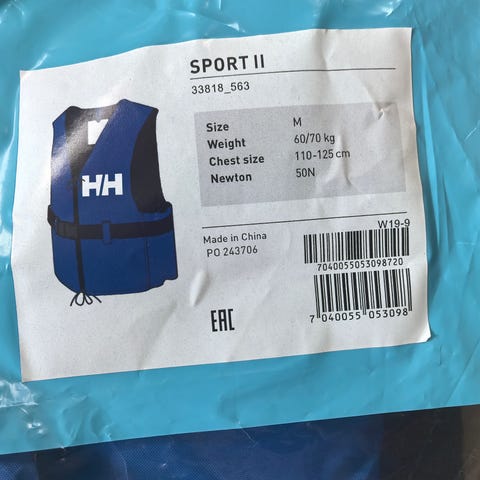 SPORT II
33818_563
HH
Size M
Weight 60/70 kg
Chest size 110-125 cm
Newton 50N
W19-9
Made in China
PO 243706
7040055053098720
EAC
7 040055 053098